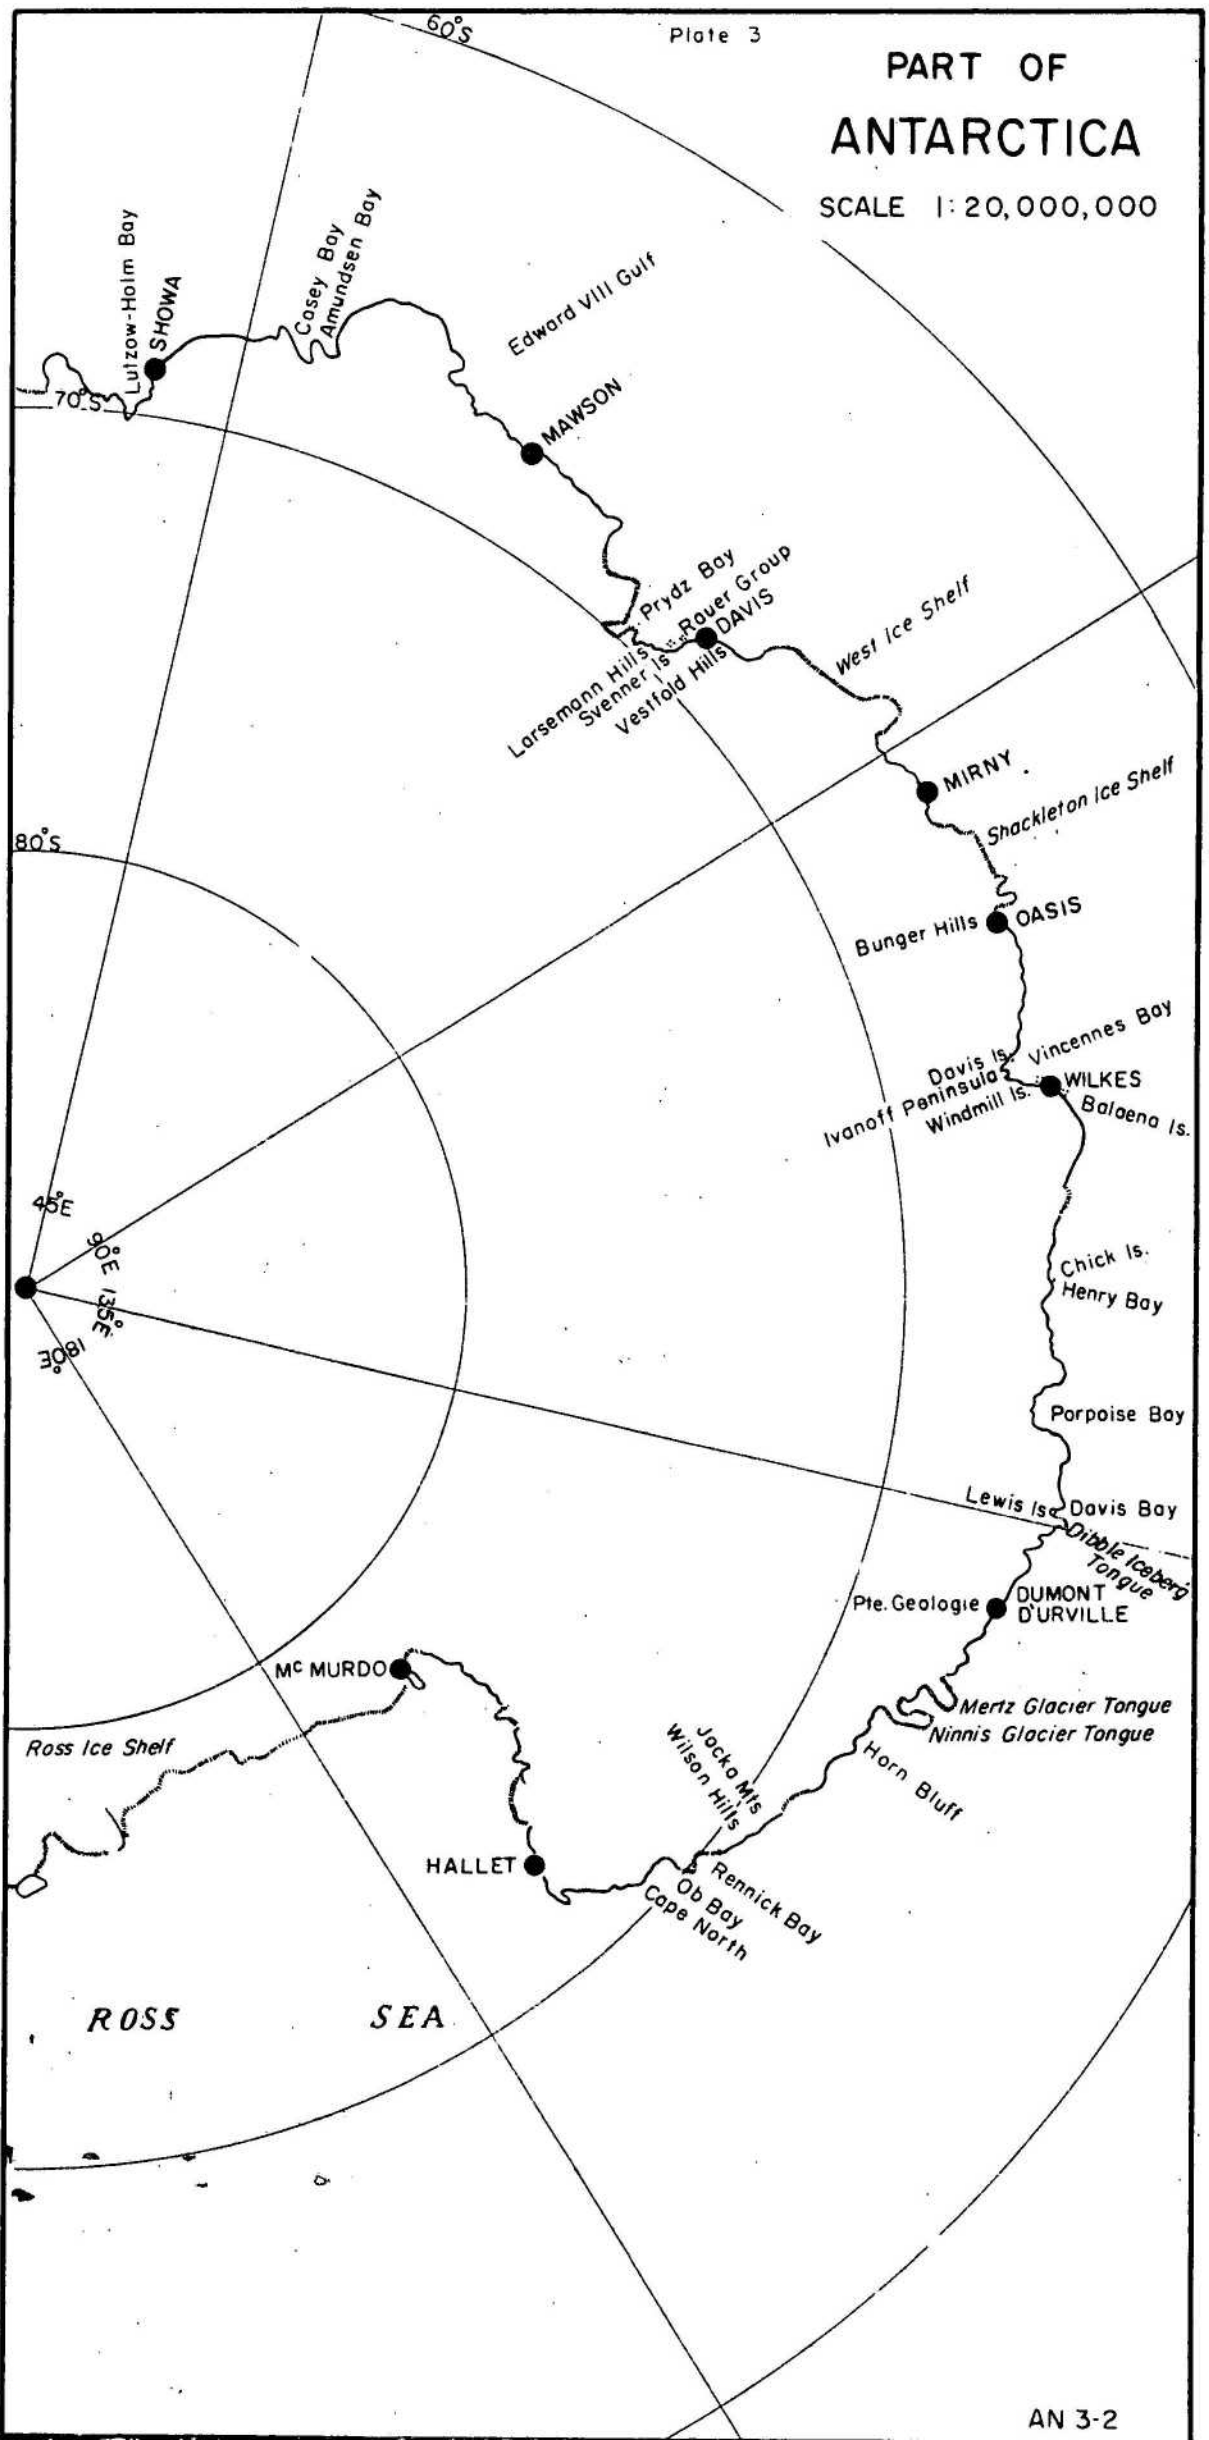 60°S
Plate 3
PART OF
ANTARCTICA
SCALE 1:20,000,000
Lutzow-Holm Bay
SHOWA
Casey Bay
Amundsen Bay
Edward VIII Gulf
70°S
MAWSON
Prydz Bay
Rauer Group
DAVIS
Larsemann Hills
Svenner Is
Vestfold Hills
West Ice Shelf
MIRNY
Shackleton Ice Shelf
80°S
Bunger Hills
OASIS
Vincennes Bay
Davis Is.
Ivanoff Peninsula
Windmill Is.
WILKES
Balaena Is.
45°E
90°E
135°E
180°E
Chick Is.
Henry Bay
Porpoise Bay
Lewis Is
Davis Bay
Dibble Iceberg
Tongue
Pte. Geologie
DUMONT
D'URVILLE
Mc MURDO
Mertz Glacier Tongue
Ninnis Glacier Tongue
Ross Ice Shelf
Horn Bluff
Jocka Mts
Wilson Hills
HALLET
Rennick Bay
Ob Bay
Cape North
ROSS SEA
AN 3-2